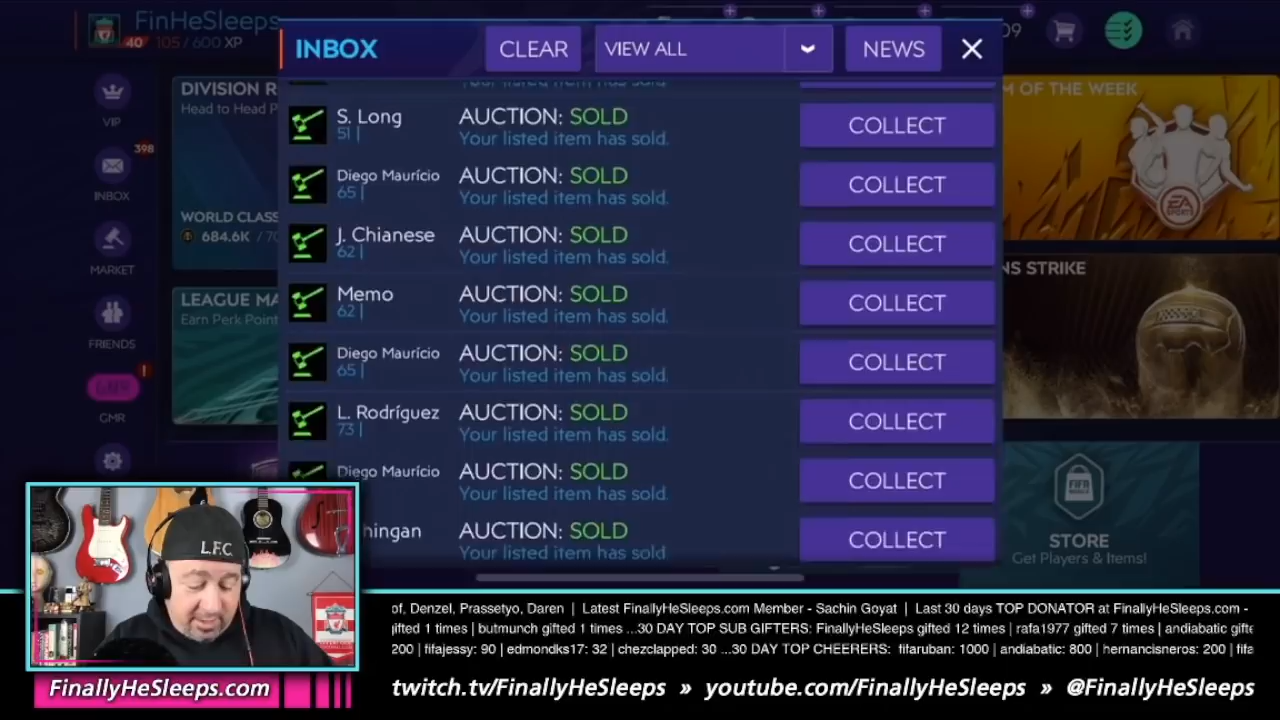 FinHeSleeps
40 105 / 600 XP
INBOX
CLEAR
VIEW ALL
NEWS
09
VIP
398
INBOX
MARKET
FRIENDS
GMR
DIVISION R
Head to Head P
WORLD CLASS
684.6K / 70
LEAGUE MA
Earn Perk Point
S. Long
51 |
AUCTION: SOLD
Your listed item has sold.
COLLECT
Diego Maurício
65 |
AUCTION: SOLD
Your listed item has sold.
COLLECT
J. Chianese
62 |
AUCTION: SOLD
Your listed item has sold.
COLLECT
Memo
62 |
AUCTION: SOLD
Your listed item has sold.
COLLECT
Diego Maurício
65 |
AUCTION: SOLD
Your listed item has sold.
COLLECT
L. Rodríguez
73 |
AUCTION: SOLD
Your listed item has sold.
COLLECT
Diego Maurício
AUCTION: SOLD
Your listed item has sold.
COLLECT
hingan
AUCTION: SOLD
Your listed item has sold.
COLLECT
M OF THE WEEK
EA
SPORTS
NS STRIKE
FIFA
MOBILE
STORE
Get Players & Items!
L.F.C.
FinallyHeSleeps.com
of, Denzel, Prassetyo, Daren | Latest FinallyHeSleeps.com Member - Sachin Goyat | Last 30 days TOP DONATOR at FinallyHeSleeps.com -
gifted 1 times | butmunch gifted 1 times ...30 DAY TOP SUB GIFTERS: FinallyHeSleeps gifted 12 times | rafa1977 gifted 7 times | andiabatic gifte
200 | fifajessy: 90 | edmondks17: 32 | chezclapped: 30 ...30 DAY TOP CHEERERS: fifaruban: 1000 | andiabatic: 800 | hernancisneros: 200 | fifa
twitch.tv/FinallyHeSleeps » youtube.com/FinallyHeSleeps » @FinallyHeSleeps